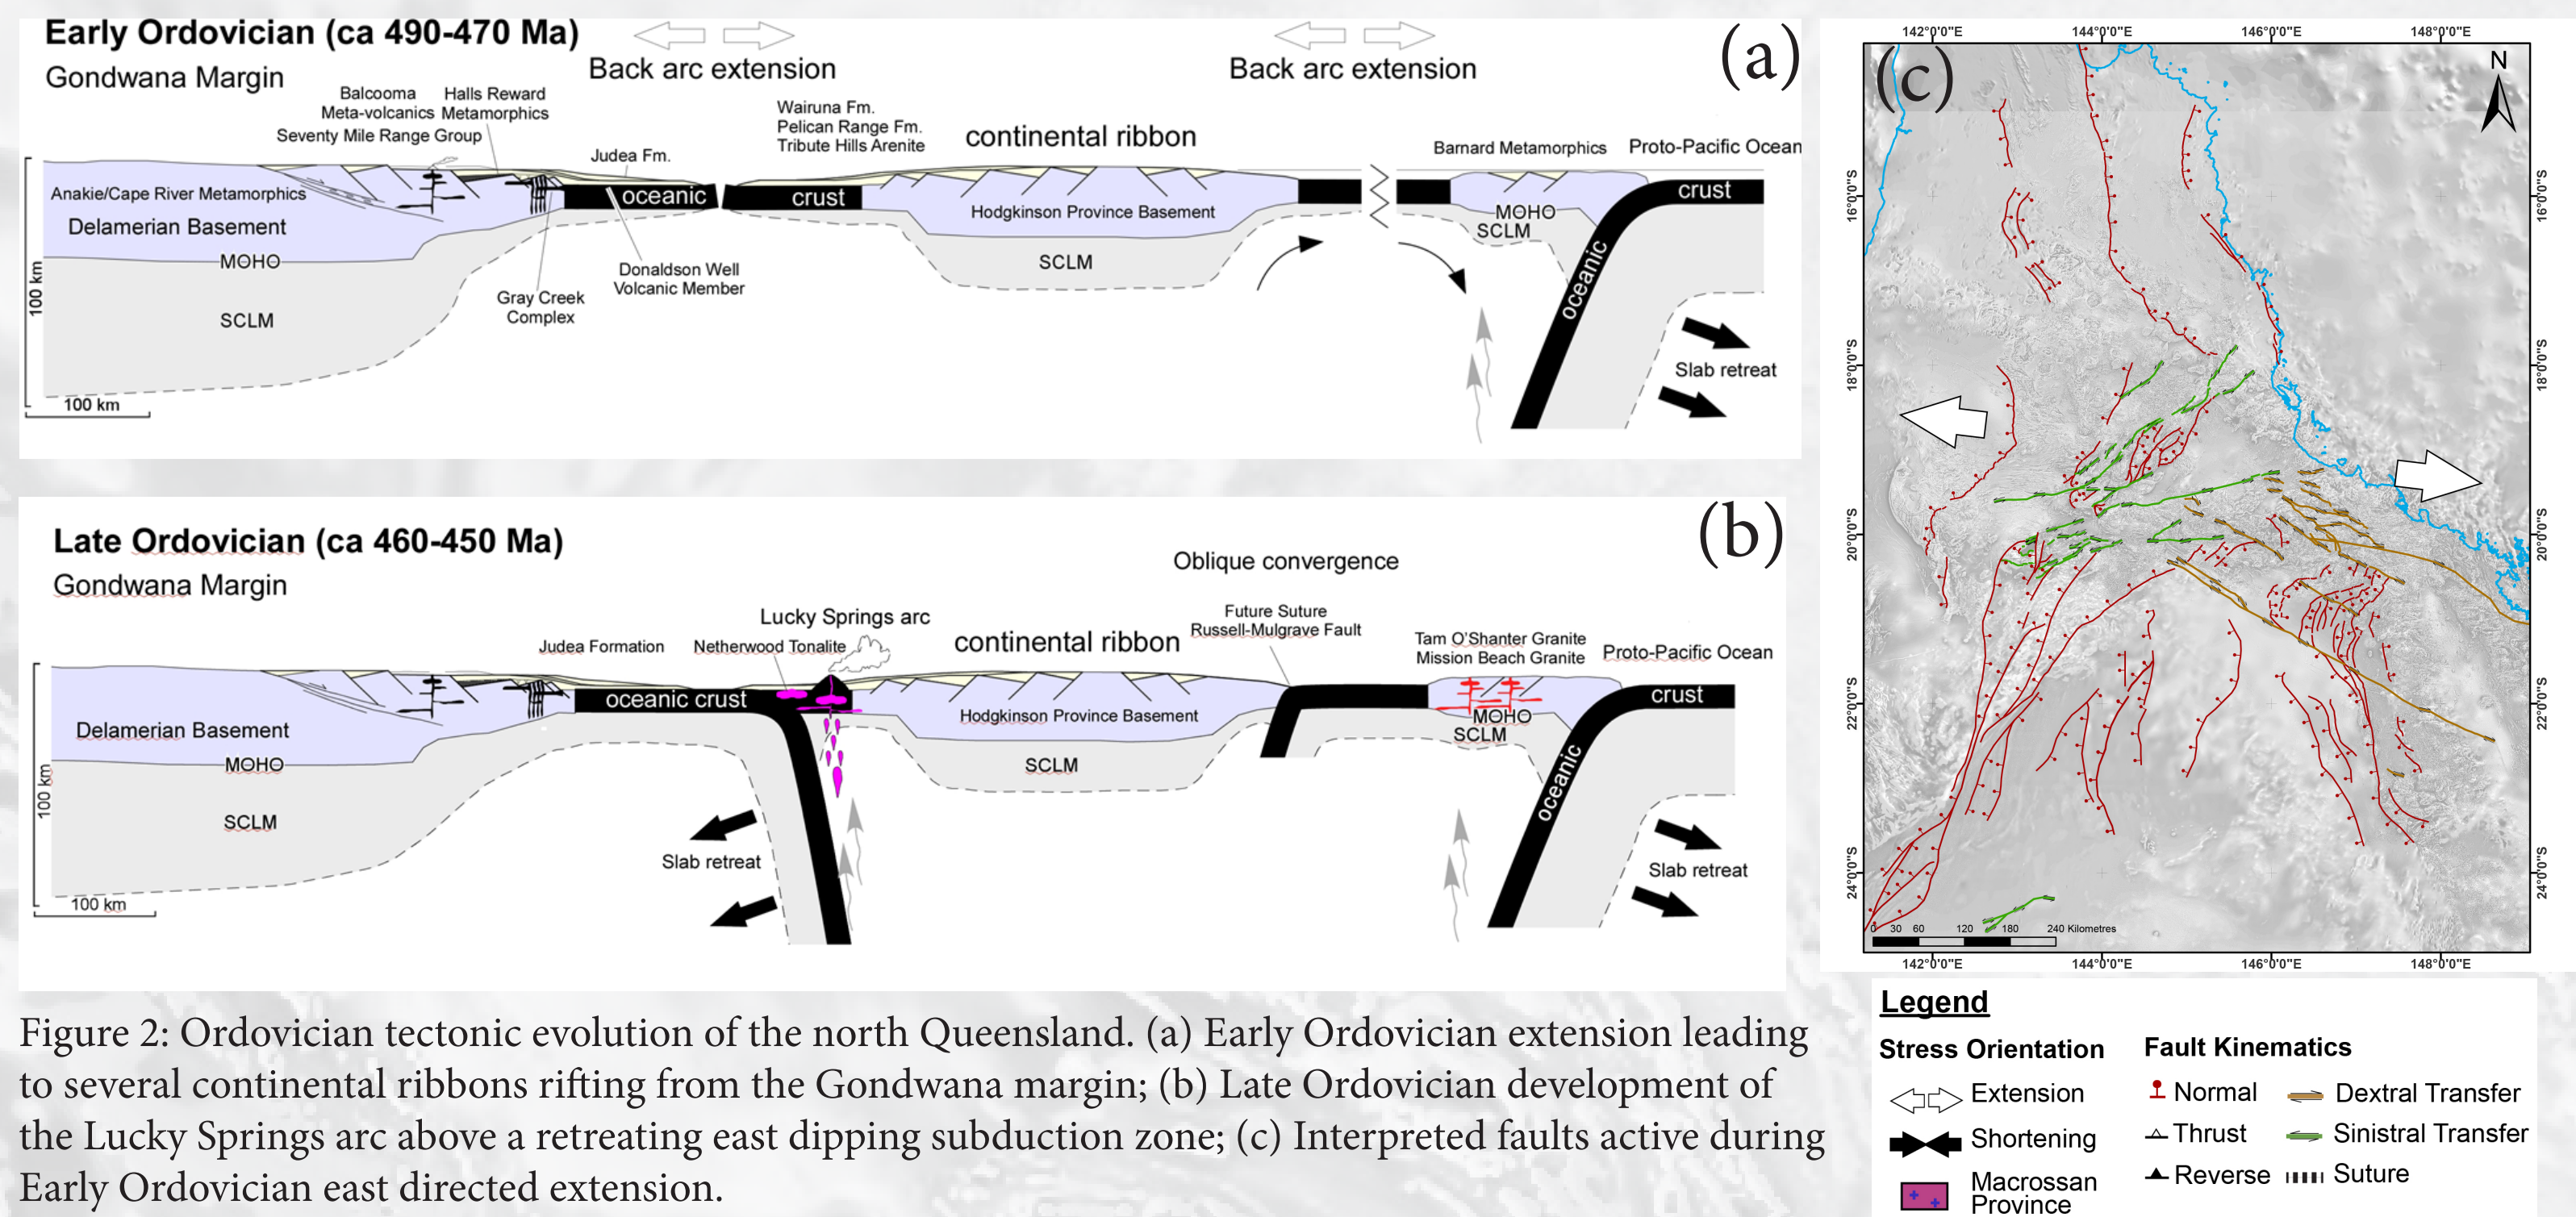 Early Ordovician (ca 490-470 Ma)
Gondwana Margin
Back arc extension
Back arc extension
(a)
Balcooma
Meta-volcanics
Halls Reward
Metamorphics
Seventy Mile Range Group
Judea Fm.
Wairuna Fm.
Pelican Range Fm.
Tribute Hills Arenite
continental ribbon
Barnard Metamorphics
Proto-Pacific Ocean
Anakie/Cape River Metamorphics
Delamerian Basement
MOHO
SCLM
oceanic
crust
Hodgkinson Province Basement
SCLM
MOHO
SCLM
crust
oceanic
Donaldson Well
Volcanic Member
Gray Creek
Complex
Slab retreat
100 km
100 km
Late Ordovician (ca 460-450 Ma)
Gondwana Margin
(b)
Oblique convergence
Lucky Springs arc
Judea Formation
Netherwood Tonalite
continental ribbon
Future Suture
Russell-Mulgrave Fault
Tam O'Shanter Granite
Mission Beach Granite
Proto-Pacific Ocean
Delamerian Basement
MOHO
SCLM
oceanic crust
Hodgkinson Province Basement
SCLM
MOHO
SCLM
crust
oceanic
Slab retreat
Slab retreat
100 km
100 km
(c)
142°0'0"E 144°0'0"E 146°0'0"E 148°0'0"E
N
16°0'0"S
18°0'0"S
20°0'0"S
22°0'0"S
24°0'0"S
16°0'0"S
18°0'0"S
20°0'0"S
22°0'0"S
24°0'0"S
0 30 60 120 180 240 Kilometres
142°0'0"E 144°0'0"E 146°0'0"E 148°0'0"E
Legend
Stress Orientation
Extension
Shortening
Macrossan
Province
Fault Kinematics
Normal
Thrust
Reverse
Dextral Transfer
Sinistral Transfer
Suture
Figure 2: Ordovician tectonic evolution of the north Queensland. (a) Early Ordovician extension leading
to several continental ribbons rifting from the Gondwana margin; (b) Late Ordovician development of
the Lucky Springs arc above a retreating east dipping subduction zone; (c) Interpreted faults active during
Early Ordovician east directed extension.